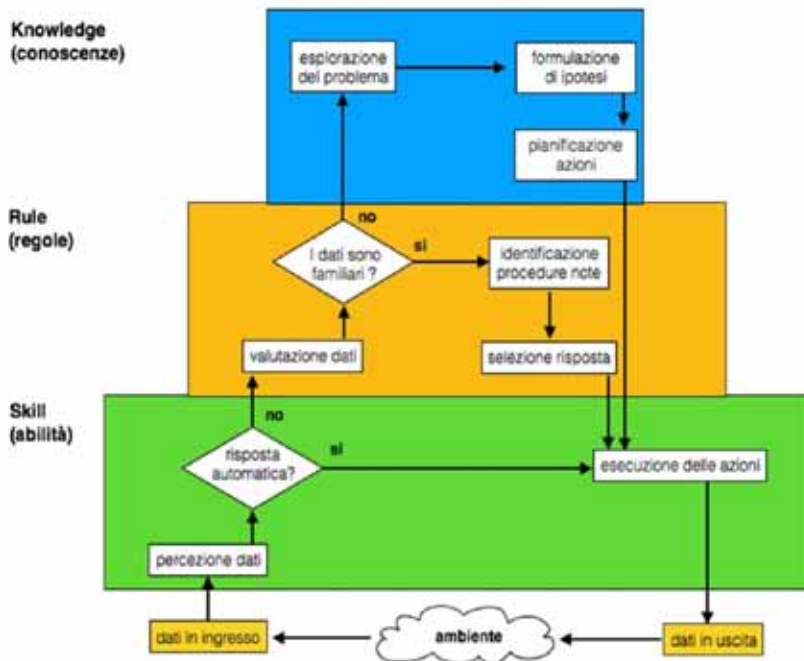 Knowledge
(conoscenze)
esplorazione
del problema
formulazione
di ipotesi
pianificazione
azioni
Rule
(regole)
no
I dati sono
familiari ?
si
identificazione
procedure note
valutazione dati
selezione risposta
Skill
(abilità)
no
risposta
automatica?
si
esecuzione delle azioni
percezione dati
dati in ingresso
ambiente
dati in uscita